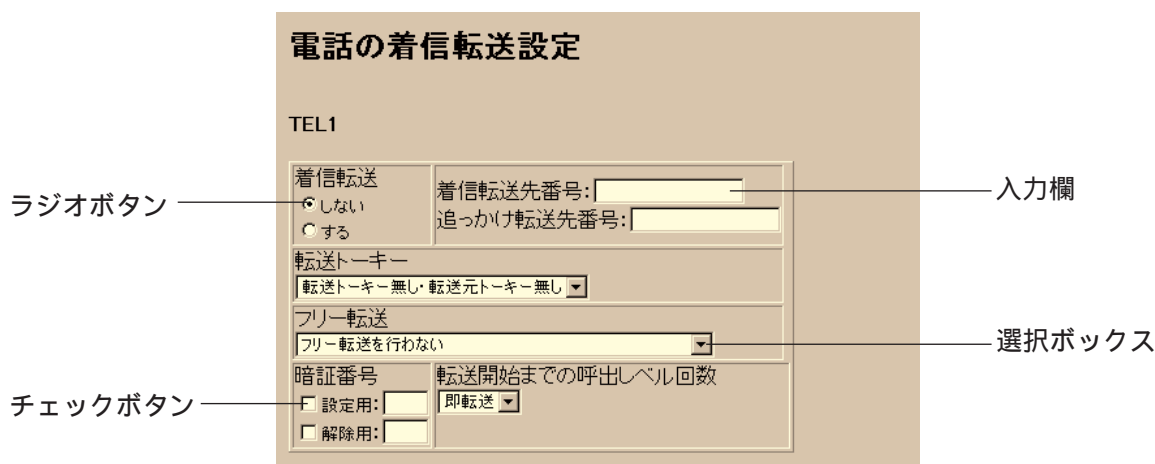 電話の着信転送設定
TEL1
着信転送
しない
する
着信転送先番号:
追っかけ転送先番号:
転送トーキー
転送トーキー無し・転送元トーキー無し
フリー転送
フリー転送を行わない
暗証番号
設定用:
解除用:
転送開始までの呼出しベル回数
即転送
ラジオボタン
チェックボタン
入力欄
選択ボックス